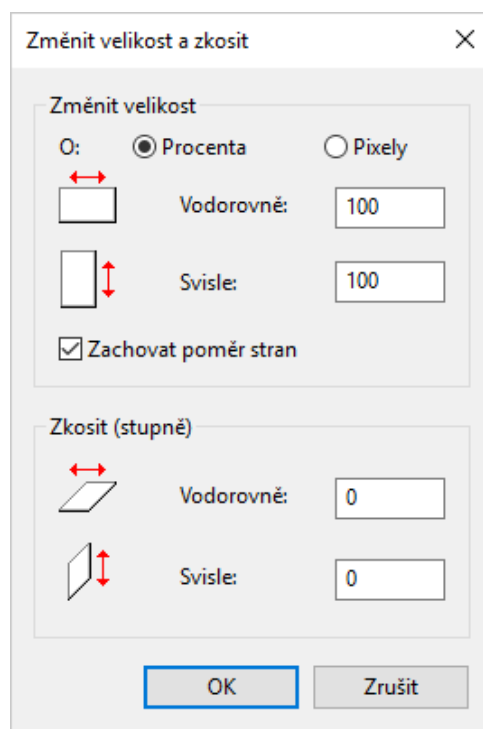 Změnit velikost a zkosit
Změnit velikost
O: Procenta Pixely
Vodorovně: 100
Svisle: 100
Zachovat poměr stran
Zkosit (stupně)
Vodorovně: 0
Svisle: 0
OK Zrušit